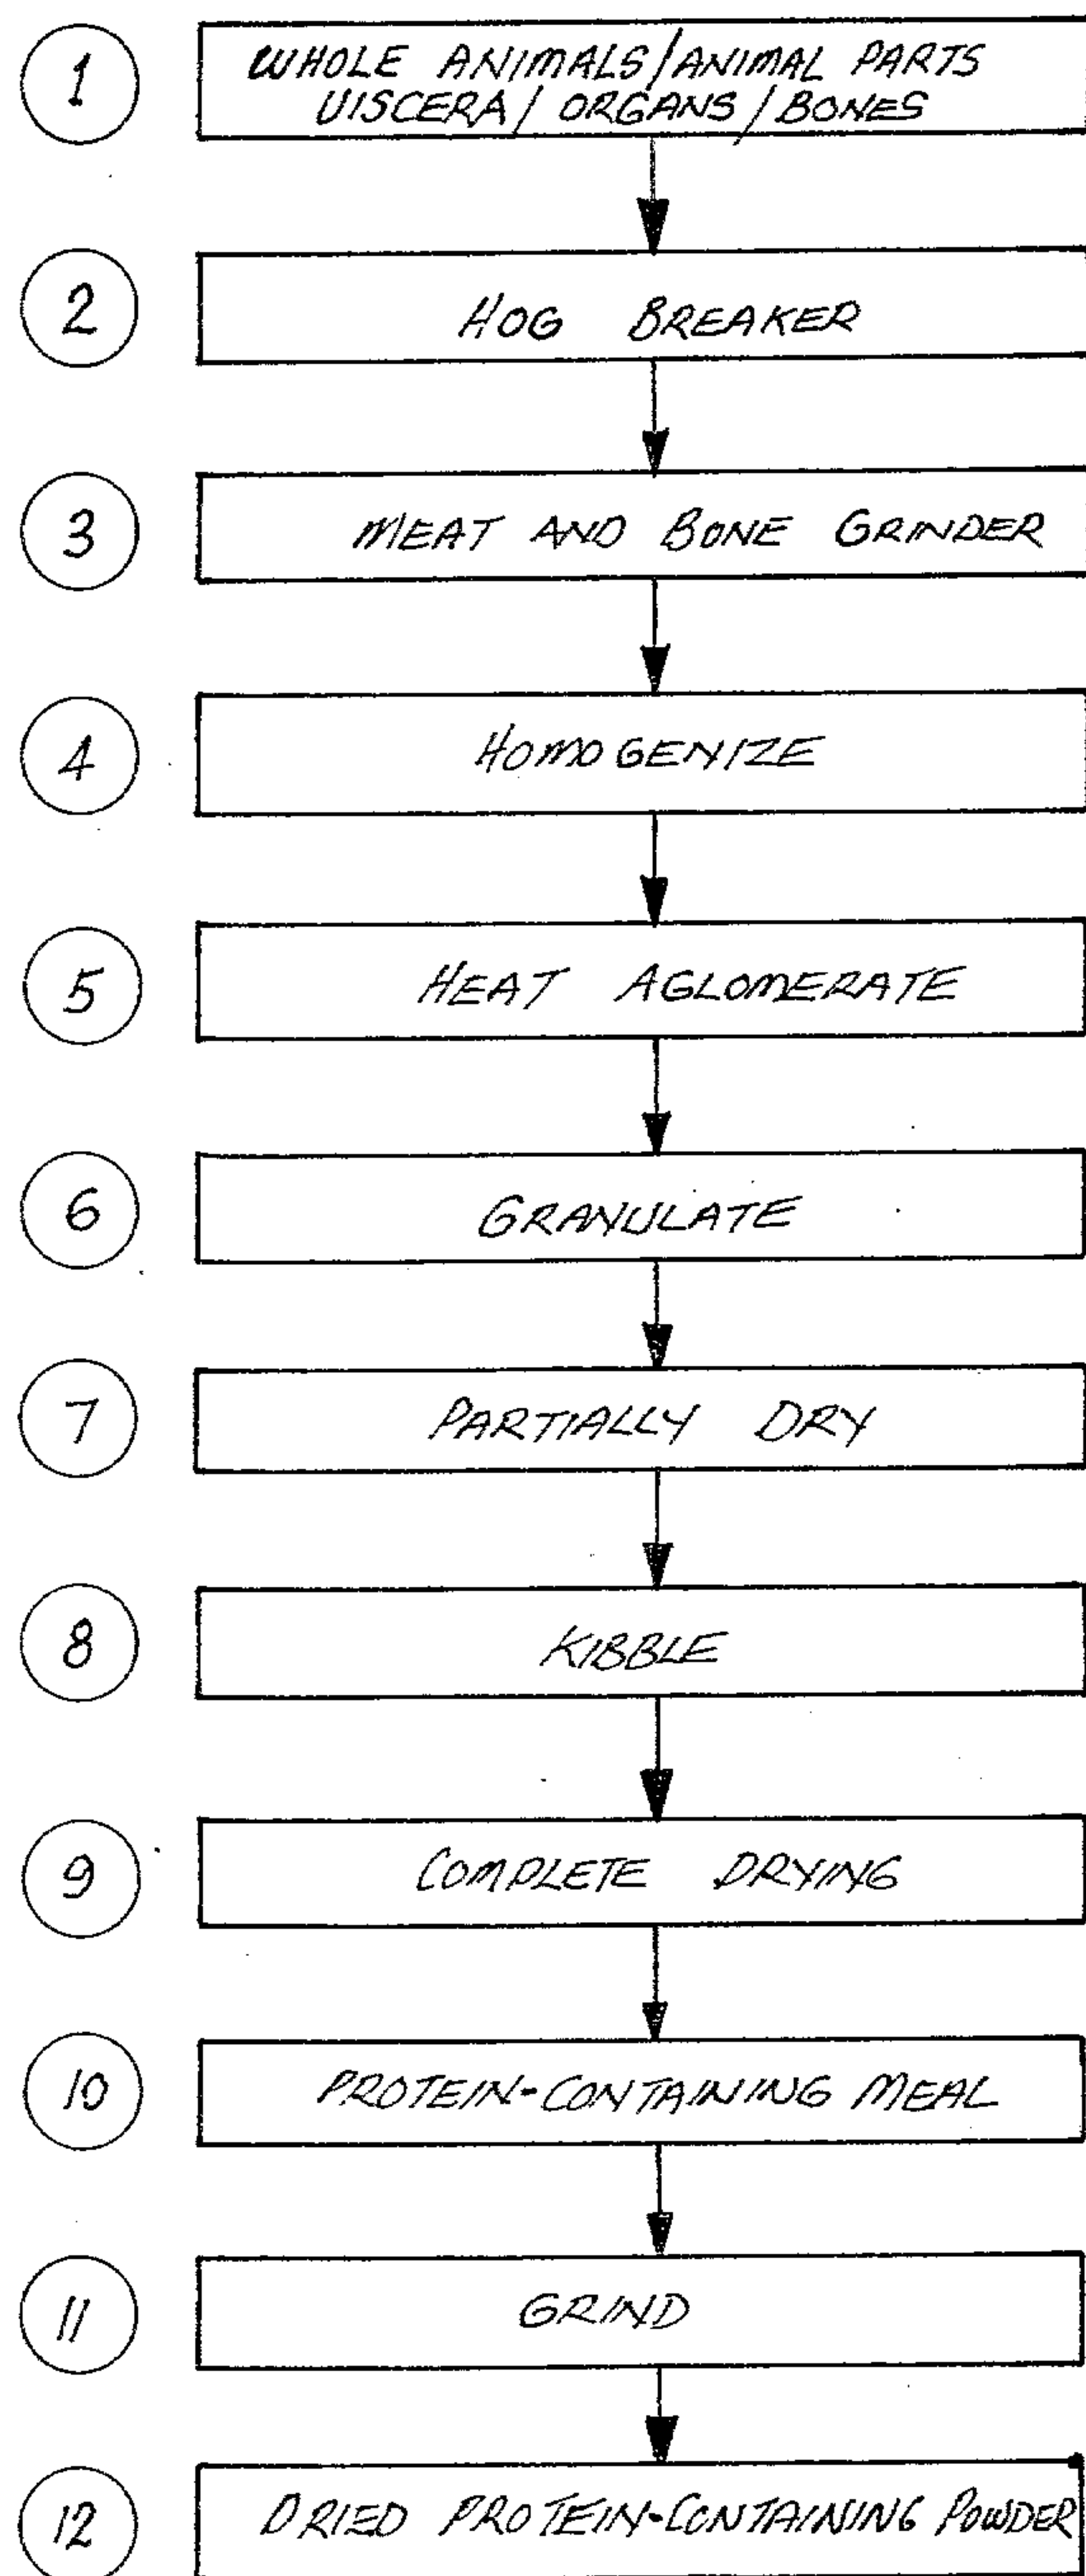 1
WHOLE ANIMALS/ANIMAL PARTS
VISCERA/ORGANS/BONES
2
HOG BREAKER
3
MEAT AND BONE GRINDER
4
HOMOGENIZE
5
HEAT AGLOMERATE
6
GRANULATE
7
PARTIALLY DRY
8
KIBBLE
9
COMPLETE DRYING
10
PROTEIN-CONTAINING MEAL
11
GRIND
12
DRIED PROTEIN-CONTAINING POWDER